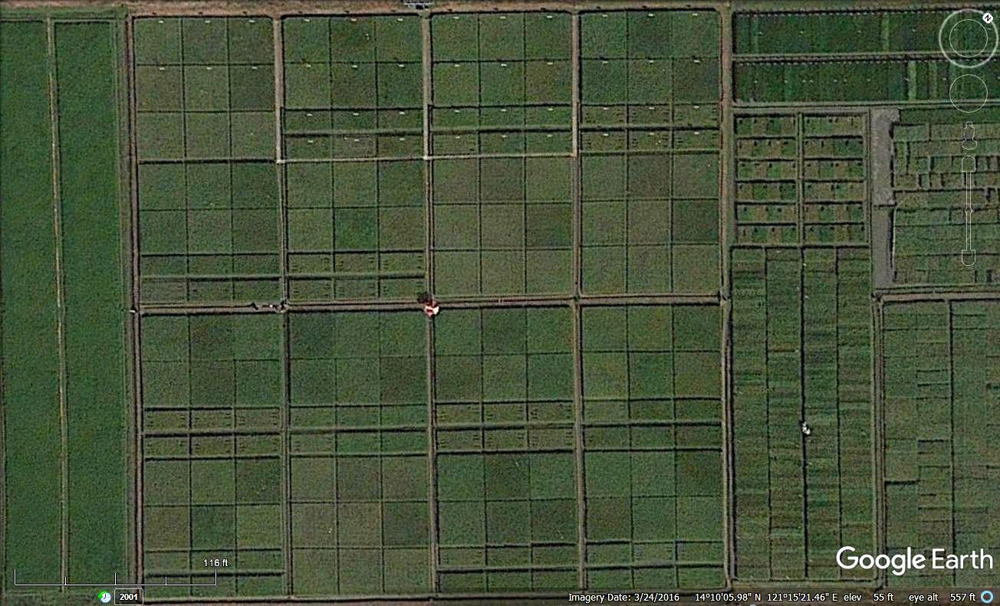 N
116 ft
Google Earth
2001
Imagery Date: 3/24/2016 14°10'05.98" N 121°15'21.46" E elev 55 ft eye alt 557 ft